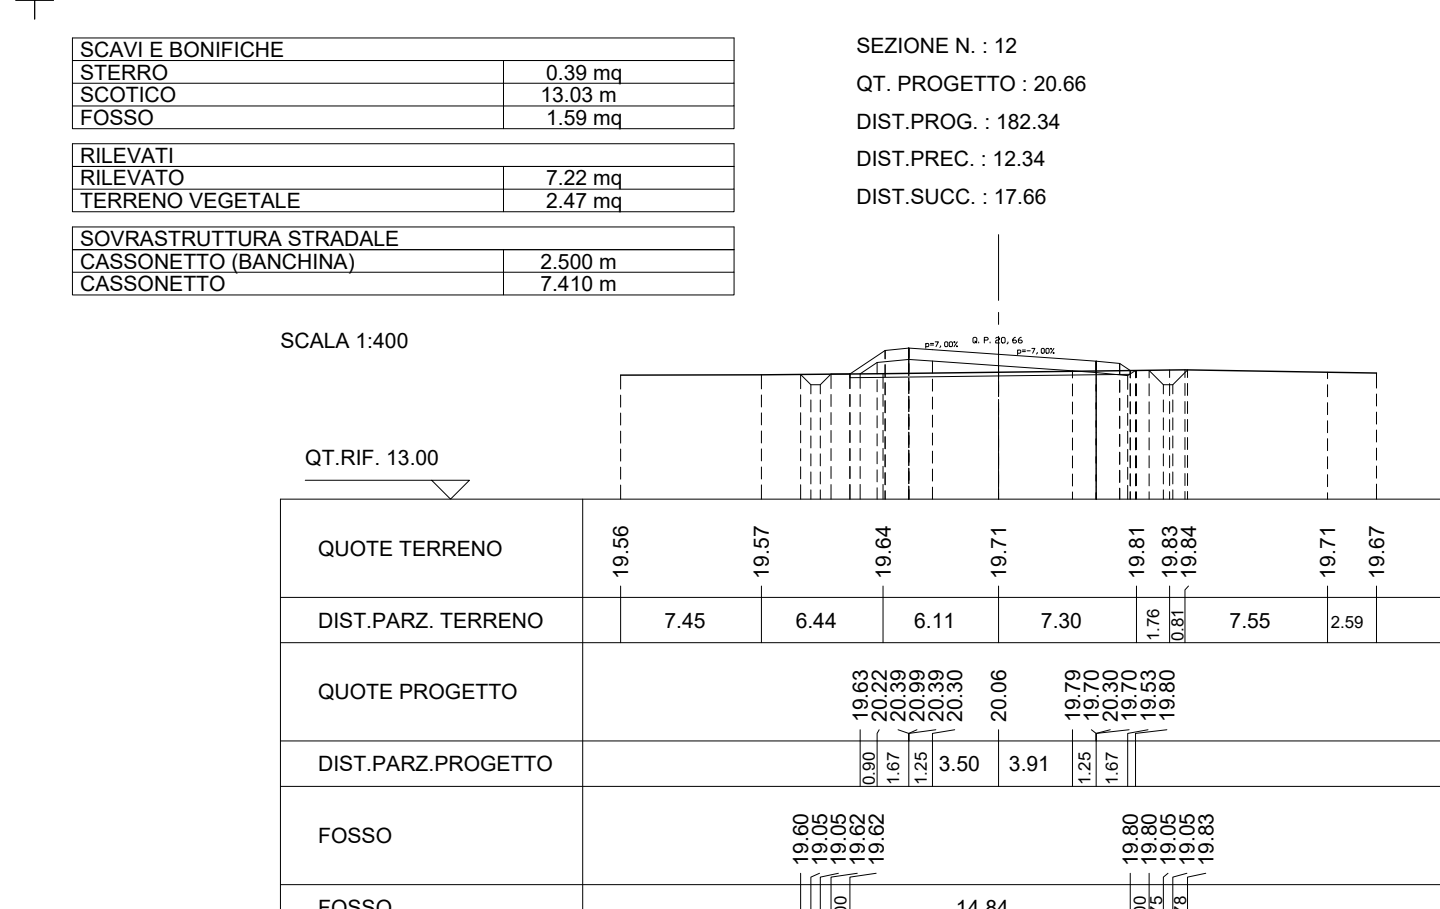 SCAVI E BONIFICHE
STERRO 0.39 mq
SCOTICO 13.03 m
FOSSO 1.59 mq
RILEVATI
RILEVATO 7.22 mq
TERRENO VEGETALE 2.47 mq
SOVRASTRUTTURA STRADALE
CASSONETTO (BANCHINA) 2.500 m
CASSONETTO 7.410 m
SEZIONE N. : 12
QT. PROGETTO : 20.66
DIST.PROG. : 182.34
DIST.PREC. : 12.34
DIST.SUCC. : 17.66
SCALA 1:400
p=7,00% Q. P. 20,66 p=-7,00%
QT.RIF. 13.00
QUOTE TERRENO 19.56 19.57 19.64 19.71 19.81 19.83 19.84 19.71 19.67
DIST.PARZ. TERRENO 7.45 6.44 6.11 7.30 1.76 0.81 7.55 2.59
QUOTE PROGETTO 19.63 20.22 20.39 20.99 20.39 20.30 20.06 19.79 19.70 20.30 19.70 19.53 19.80
DIST.PARZ.PROGETTO 0.90 1.67 1.25 3.50 3.91 1.25 1.67
FOSSO 19.60 19.05 19.05 19.62 19.62 19.80 19.80 19.05 19.05 19.83
FOSSO 14.84